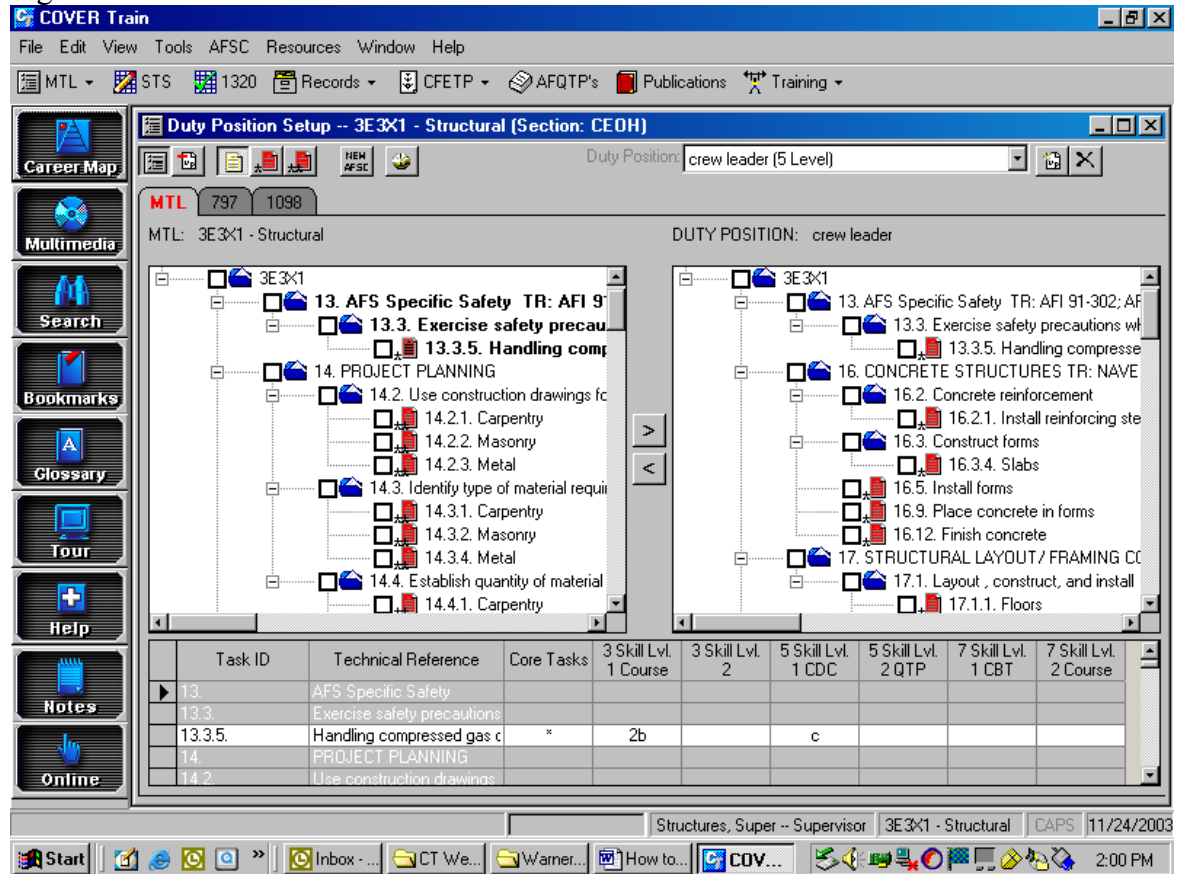 COVER Train
File Edit View Tools AFSC Resources Window Help
MTL STS 1320 Records CFETP AFQTP's Publications Training
Duty Position Setup -- 3E3X1 - Structural (Section: CEOH)
NEW AFSC Duty Position: crew leader (5 Level)
MTL 797 1098
MTL: 3E3X1 - Structural DUTY POSITION: crew leader
Career Map
Multimedia
Search
Bookmarks
Glossary
Tour
Help
Notes
Online
3E3X1
13. AFS Specific Safety TR: AFI 9
13.3. Exercise safety precau
13.3.5. Handling comp
14. PROJECT PLANNING
14.2. Use construction drawings fo
14.2.1. Carpentry
14.2.2. Masonry
14.2.3. Metal
14.3. Identify type of material requi
14.3.1. Carpentry
14.3.2. Masonry
14.3.4. Metal
14.4. Establish quantity of material
14.4.1. Carpentry
>
<
3E3X1
13. AFS Specific Safety TR: AFI 91-302; AF
13.3. Exercise safety precautions wh
13.3.5. Handling compresse
16. CONCRETE STRUCTURES TR: NAVE
16.2. Concrete reinforcement
16.2.1. Install reinforcing ste
16.3. Construct forms
16.3.4. Slabs
16.5. Install forms
16.9. Place concrete in forms
16.12. Finish concrete
17. STRUCTURAL LAYOUT/ FRAMING CO
17.1. Layout , construct, and install
17.1.1. Floors
Task ID Technical Reference Core Tasks 3 Skill Lvl. 1 Course 3 Skill Lvl. 2 5 Skill Lvl. 1 CDC 5 Skill Lvl. 2 QTP 7 Skill Lvl. 1 CBT 7 Skill Lvl. 2 Course
13. AFS Specific Safety
13.3. Exercise safety precautions
13.3.5. Handling compressed gas c * 2b c
14. PROJECT PLANNING
14.2. Use construction drawings
Structures, Super -- Supervisor 3E3X1 - Structural CAPS 11/24/2003
Start Inbox - ... CT We... Warner... How to... COV... 2:00 PM